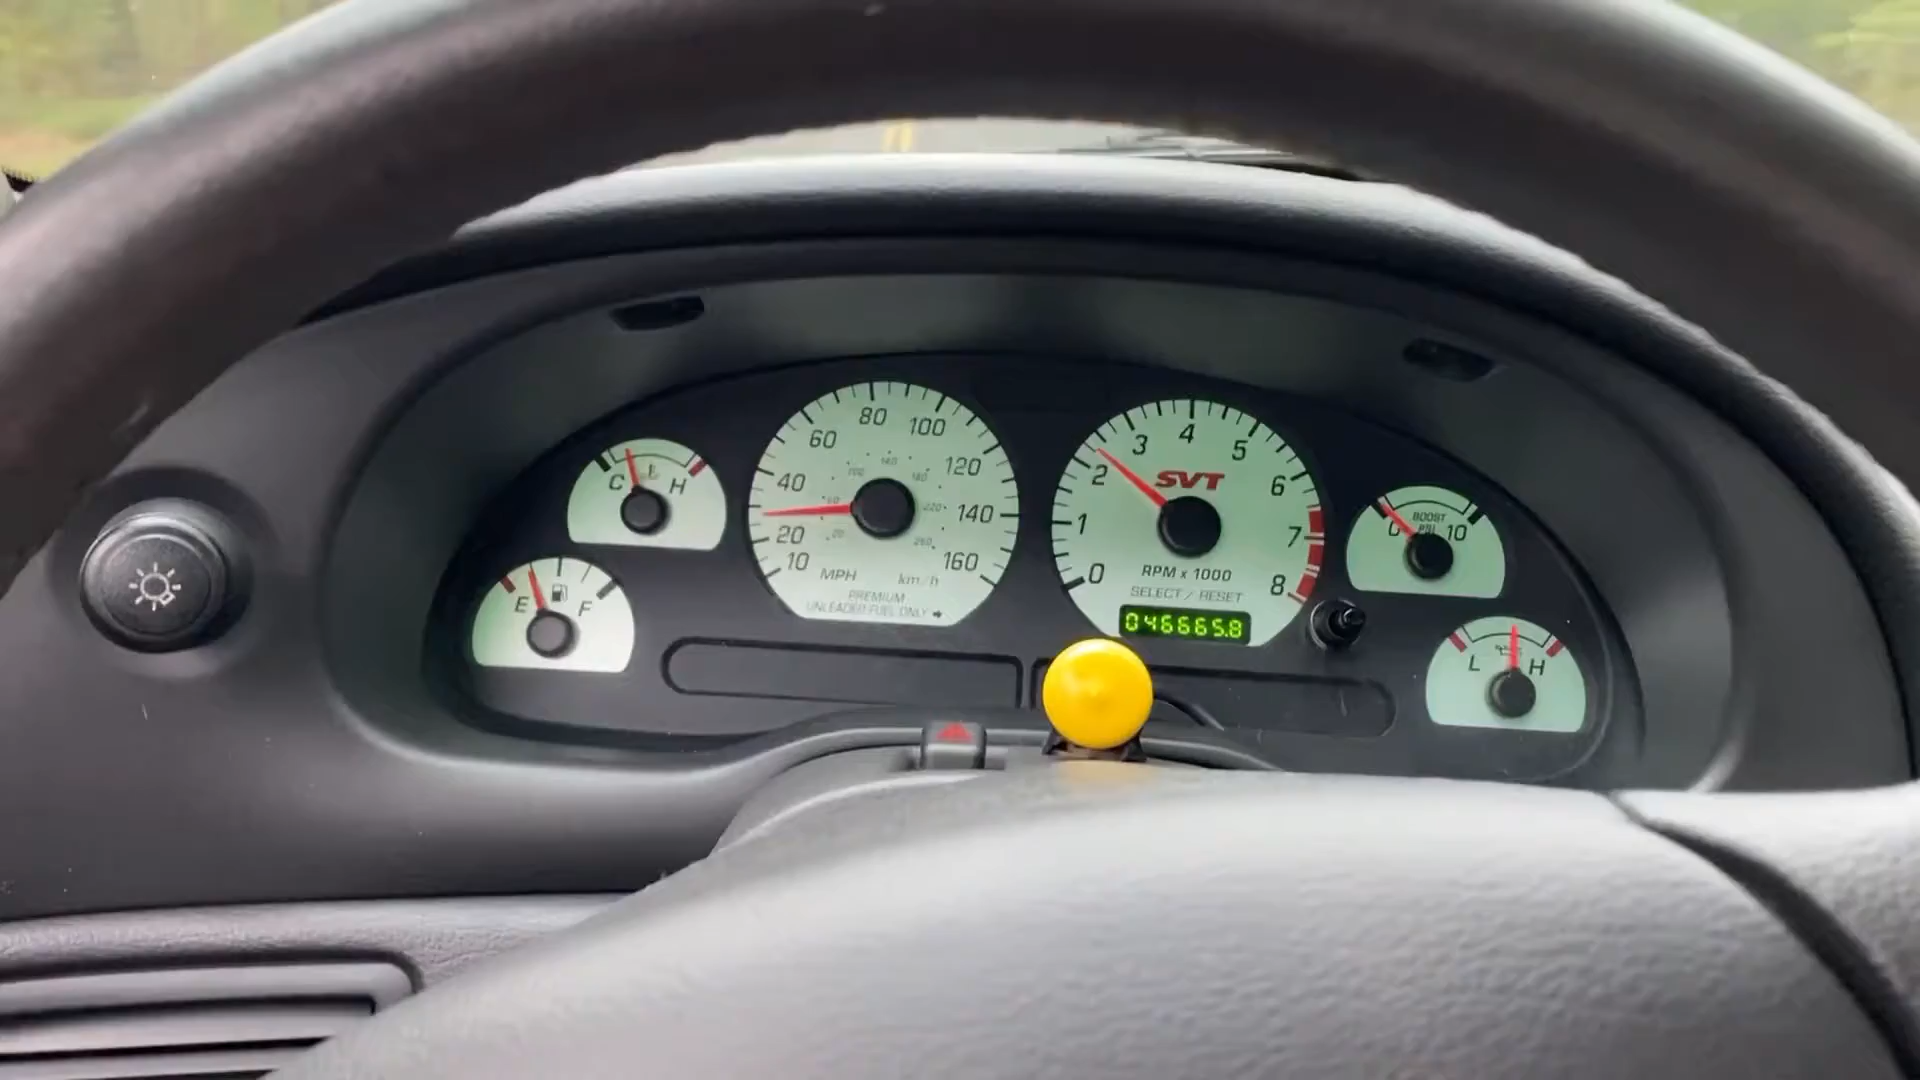 C H
E F
10 20 40 60 80 100 120 140 160
MPH km/h
PREMIUM
UNLEADED FUEL ONLY
0 1 2 3 4 5 6 7 8
SVT
RPM x 1000
SELECT / RESET
046665.8
BOOST
PSI
0 10
L H